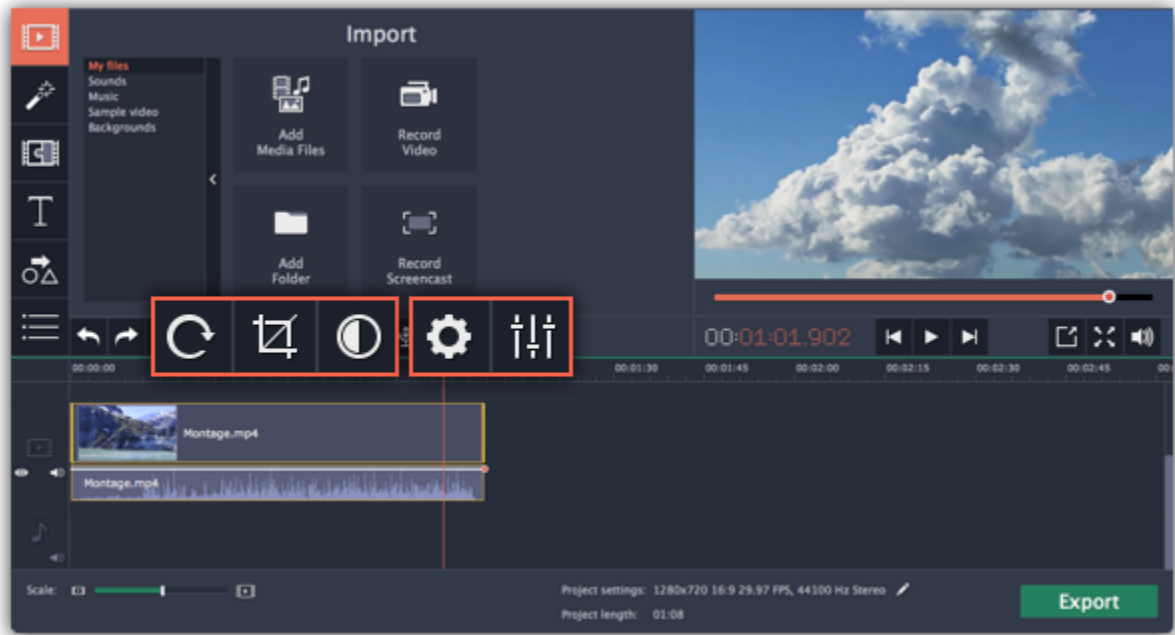 Import
My files
Sounds
Music
Sample video
Backgrounds
Add
Media Files
Record
Video
Add
Folder
Record
Screencast
T
00:01:01.902
00:00:00
00:01:30
00:01:45
00:02:00
00:02:15
00:02:30
00:02:45
Montage.mp4
Montage.mp4
Scale:
Project settings: 1280x720 16:9 29.97 FPS, 44100 Hz Stereo
Project length: 01:08
Export